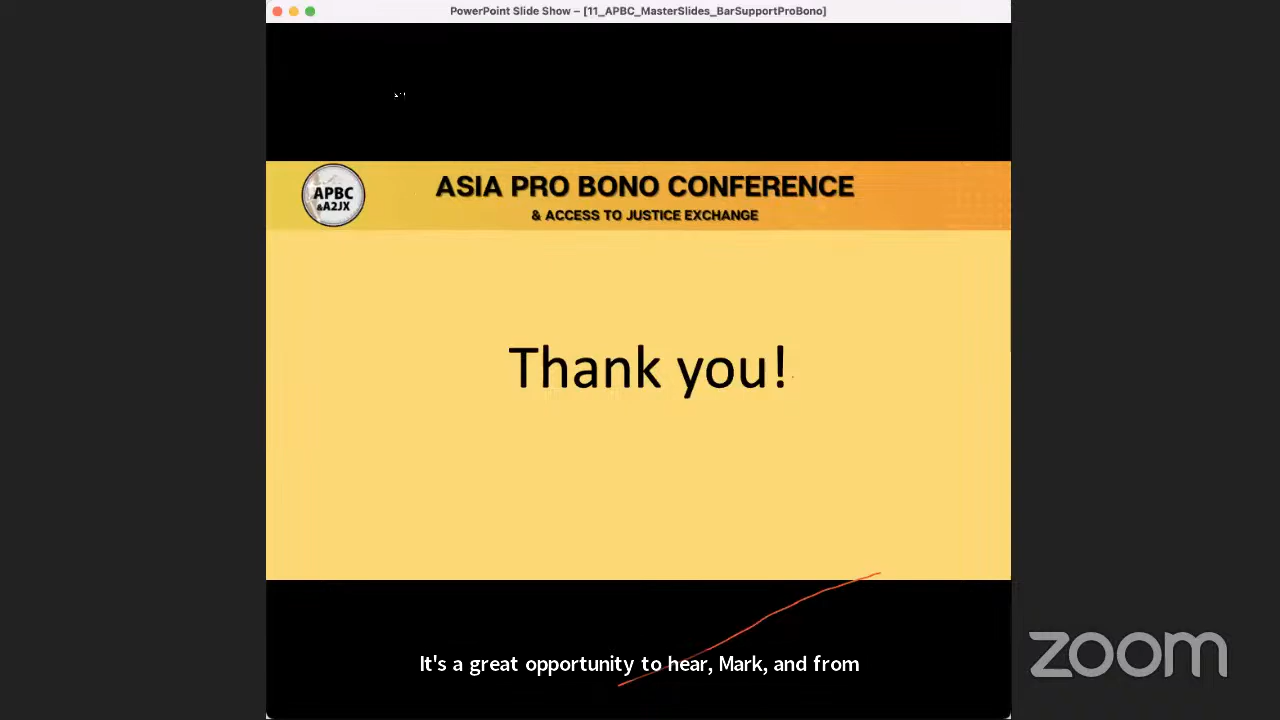 PowerPoint Slide Show – [11_APBC_MasterSlides_BarSupportProBono]
APBC
&A2JX
ASIA PRO BONO CONFERENCE
& ACCESS TO JUSTICE EXCHANGE
Thank you!
It's a great opportunity to hear, Mark, and from
zoom